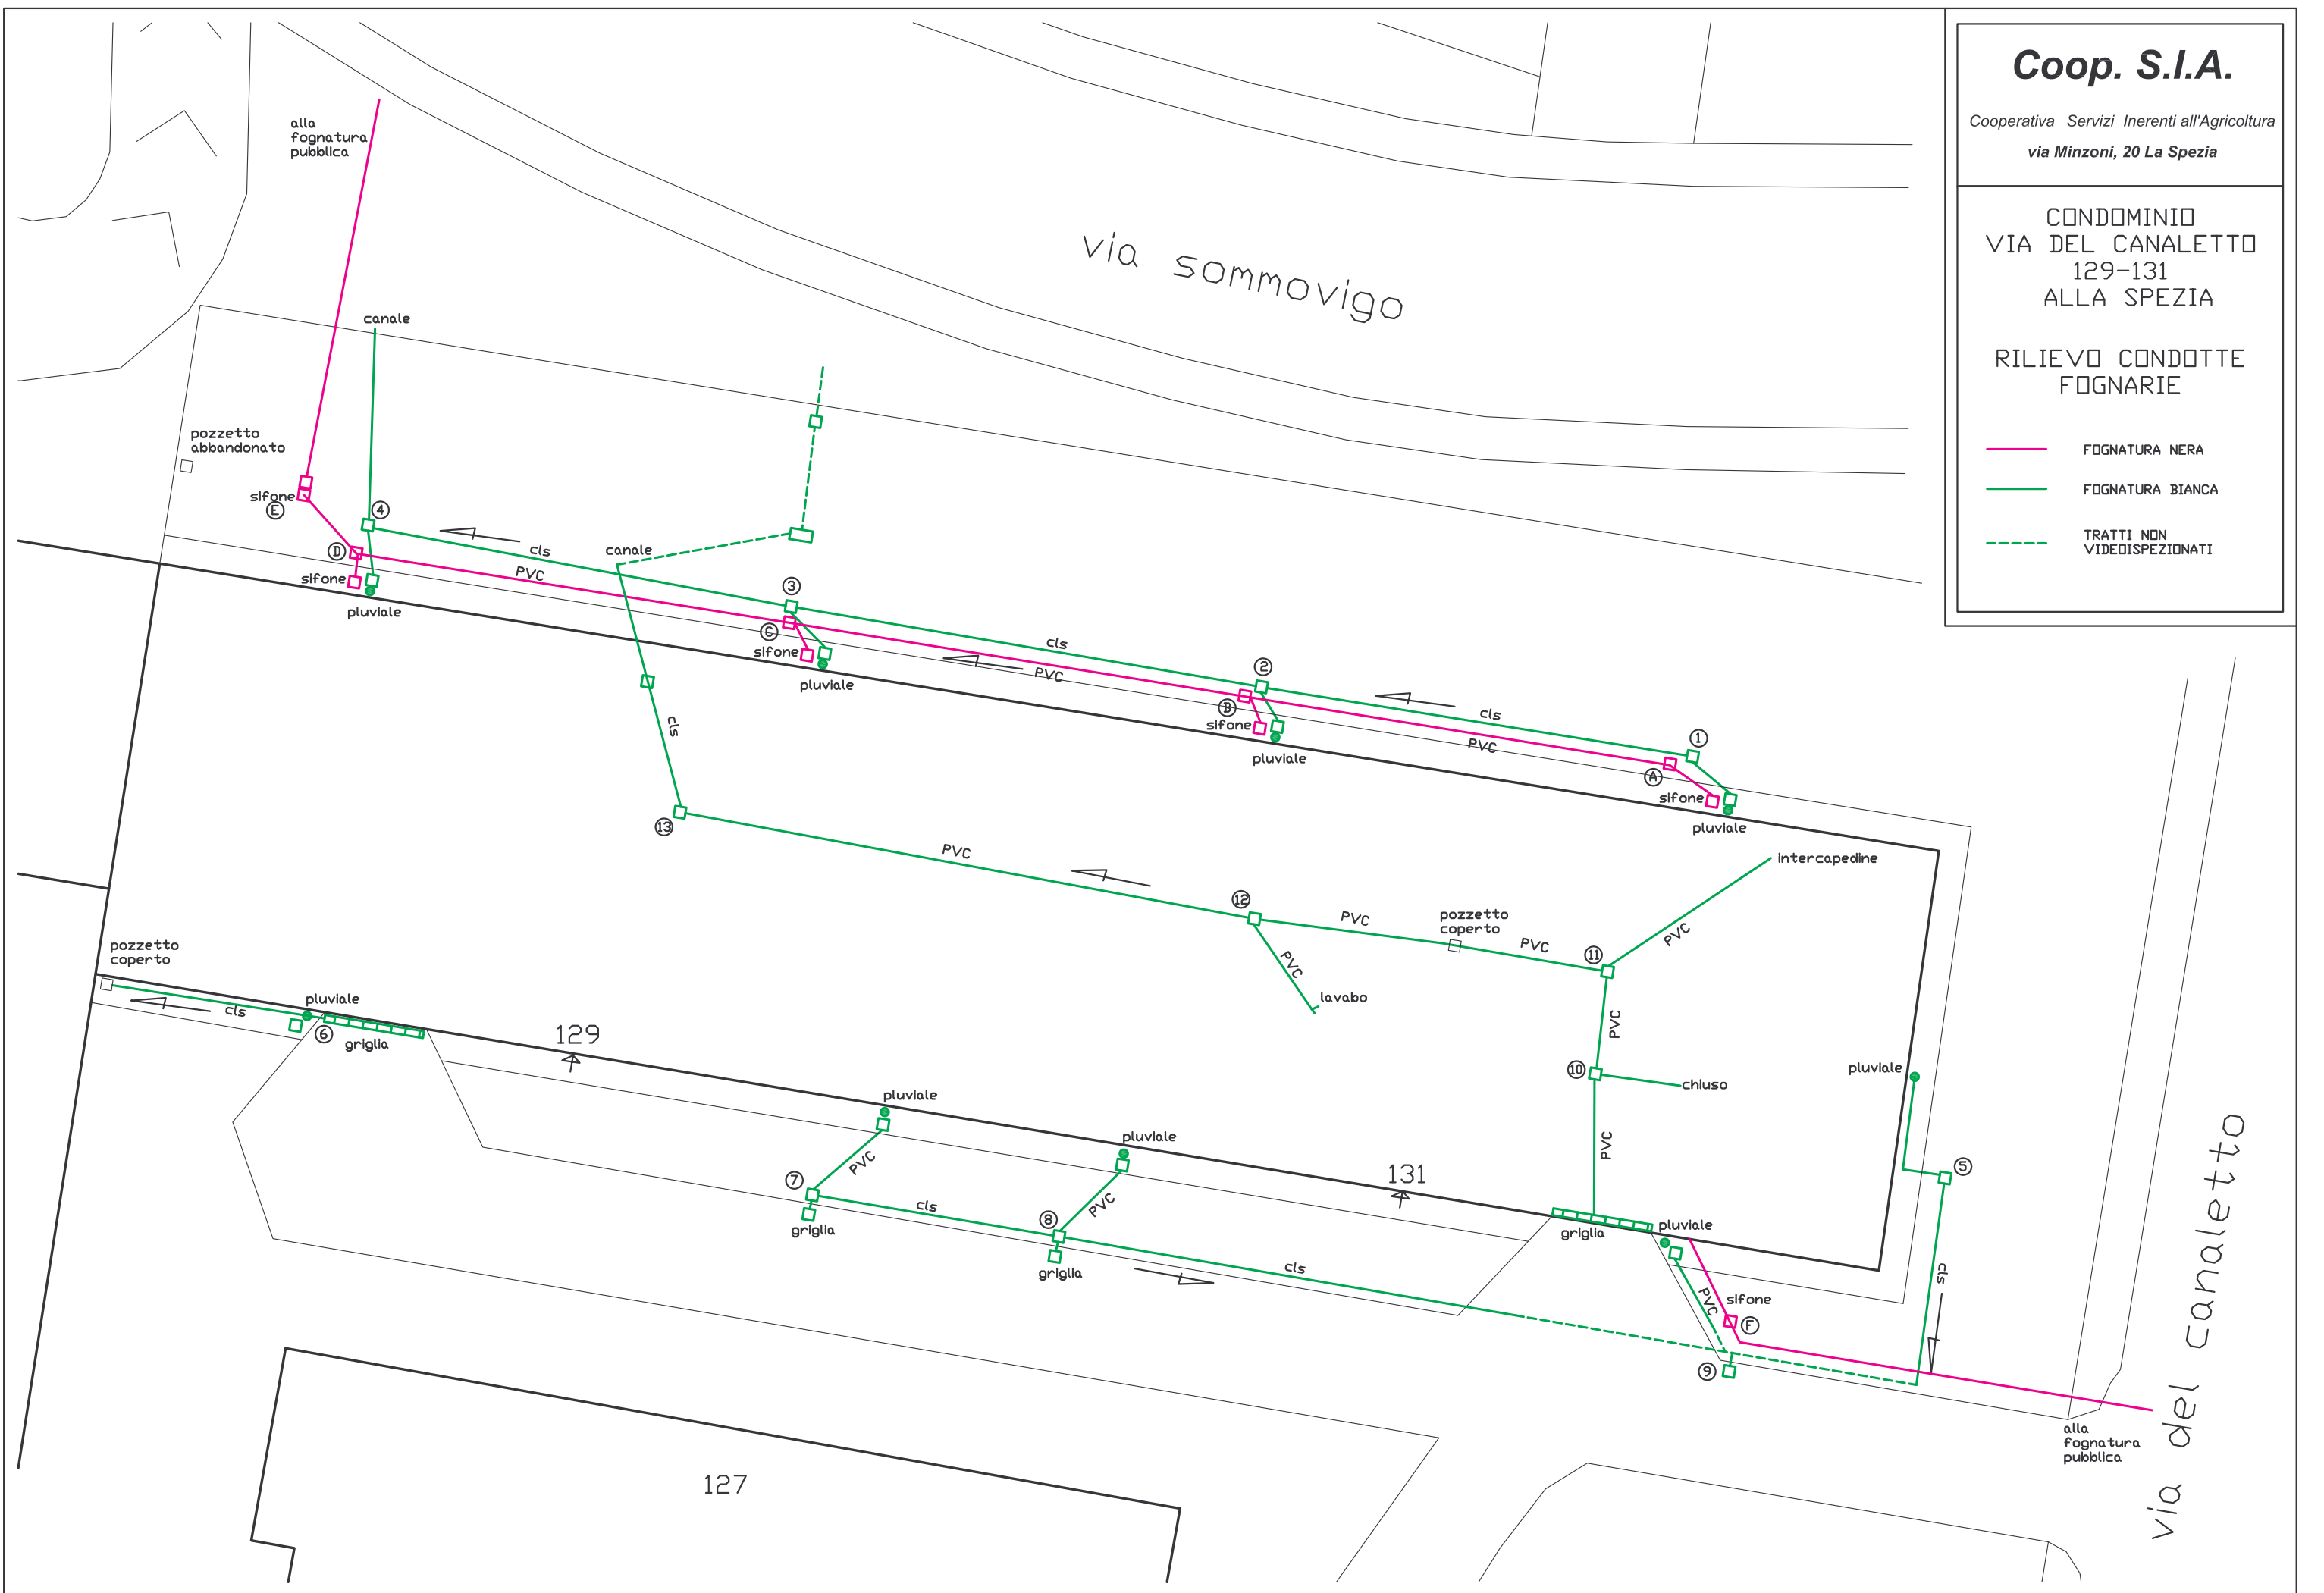 Coop. S.I.A.
Cooperativa Servizi Inerenti all'Agricoltura
via Minzoni, 20 La Spezia
CONDOMINIO
VIA DEL CANALETTO
129-131
ALLA SPEZIA
RILIEVO CONDOTTE
FOGNARIE
FOGNATURA NERA
FOGNATURA BIANCA
TRATTI NON
VIDEOISPEZIONATI
alla
fognatura
pubblica
via sommovigo
canale
pozzetto
abbandonato
sifone
E
4
D
sifone
pluviale
cls
PVC
canale
3
C
sifone
pluviale
cls
PVC
2
B
sifone
pluviale
cls
PVC
1
A
sifone
pluviale
cls
13
PVC
12
PVC
pozzetto
coperto
PVC
11
PVC
intercapedine
PVC
lavabo
PVC
10
chiuso
PVC
pluviale
5
cls
pozzetto
coperto
cls
pluviale
6
griglia
129
pluviale
PVC
7
griglia
cls
pluviale
PVC
8
griglia
cls
131
griglia
pluviale
PVC
sifone
F
9
alla
fognatura
pubblica
via del canaletto
127